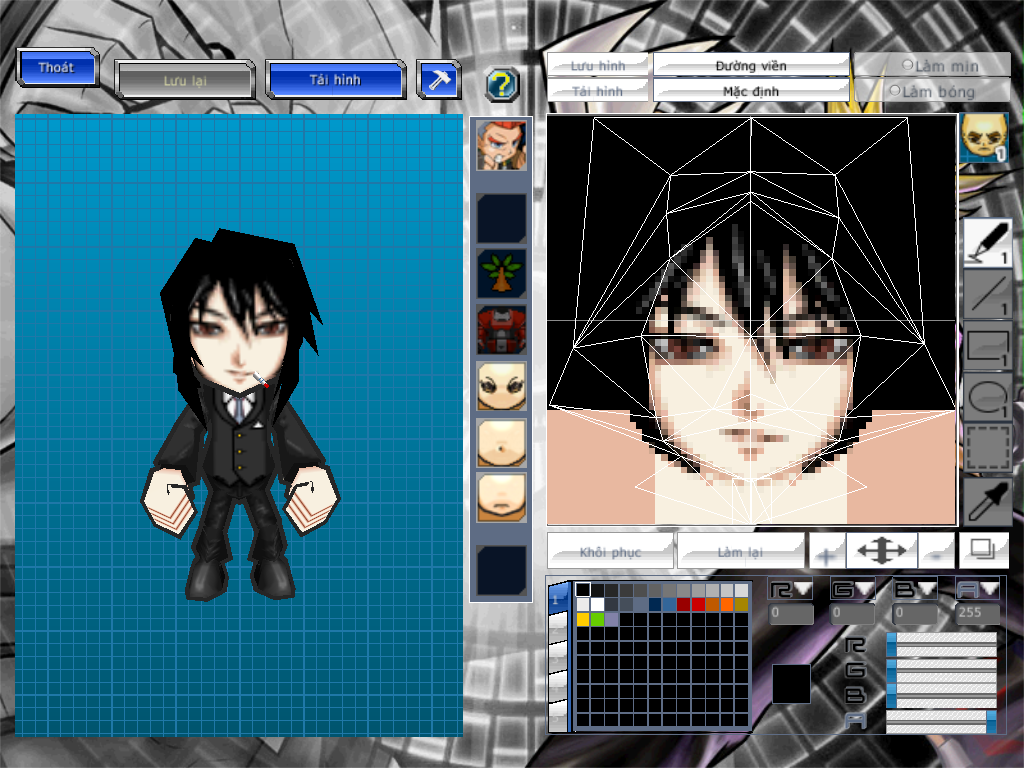 Thoát
Lưu lại
Tải hình
?
Lưu hình
Đường viền
Làm mịn
Tải hình
Mặc định
Làm bóng
1
1
1
1
1
Khôi phục
Làm lại
+
-
1
R
G
B
A
0
0
0
255
R
G
B
A